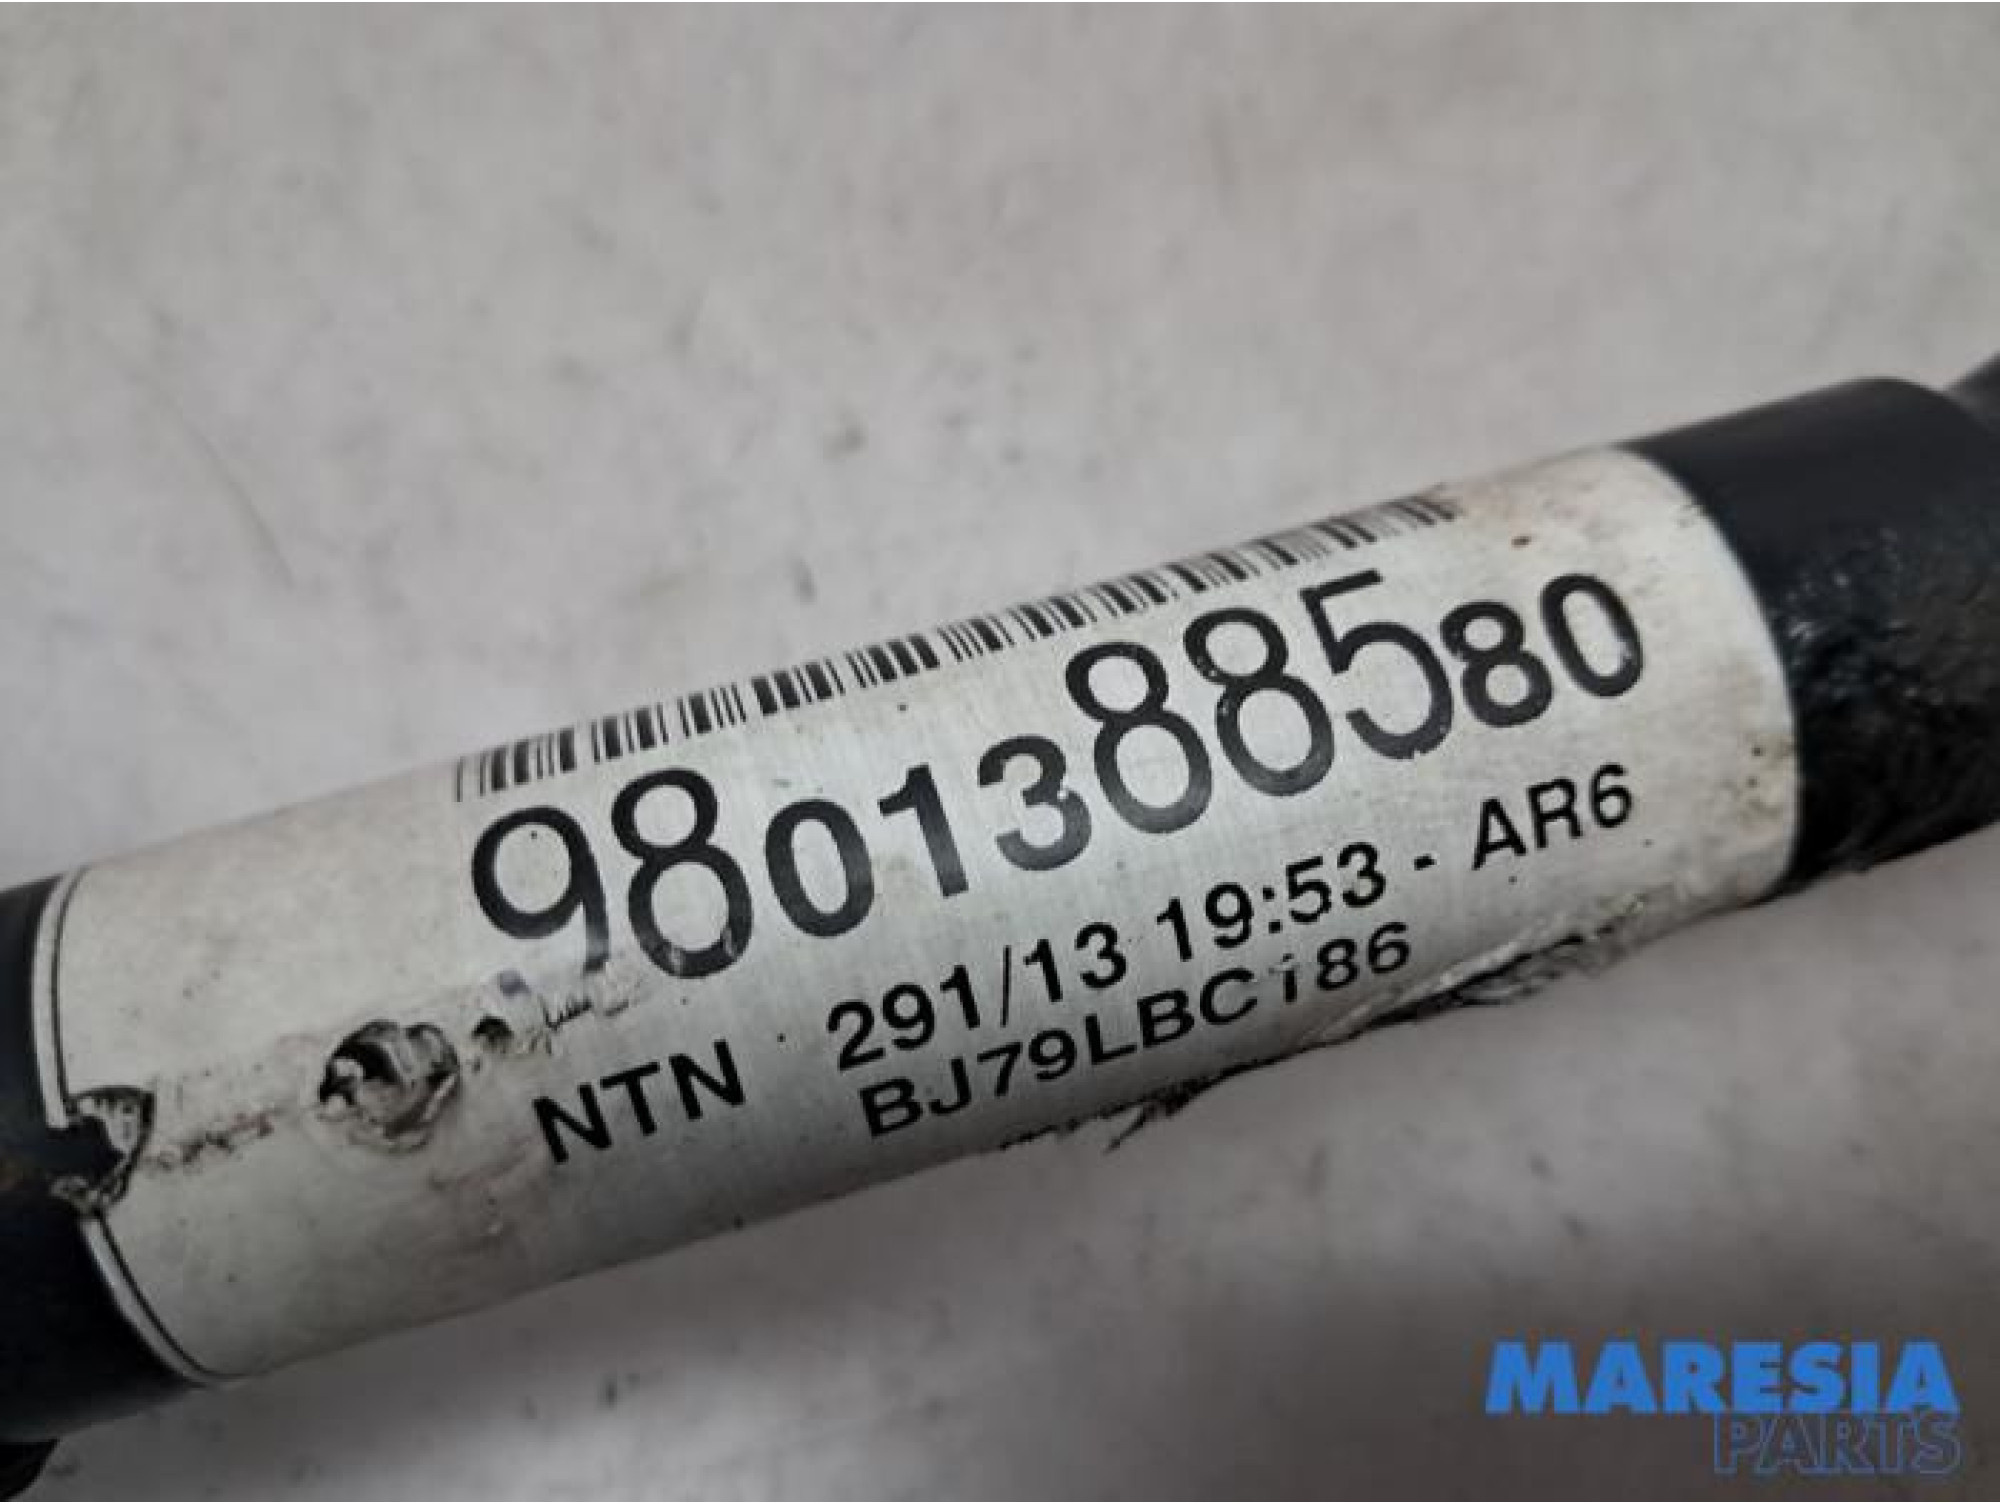 9801388580
NTN 291/13 19:53 - AR6
BJ79LBC186
MARESIA
PARTS